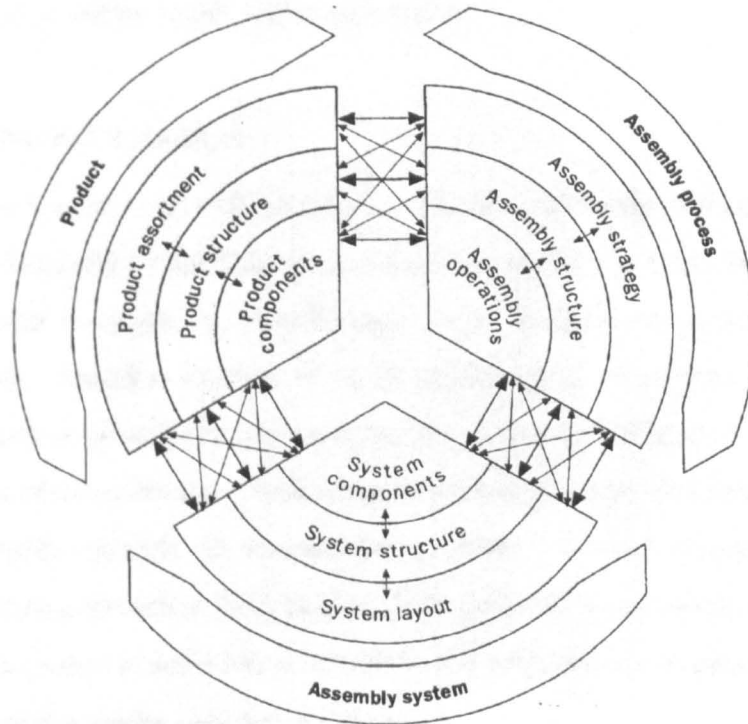 Product
Product assortment
Product structure
Product
components
Assembly process
Assembly strategy
Assembly structure
Assembly
operations
System
components
System structure
System layout
Assembly system